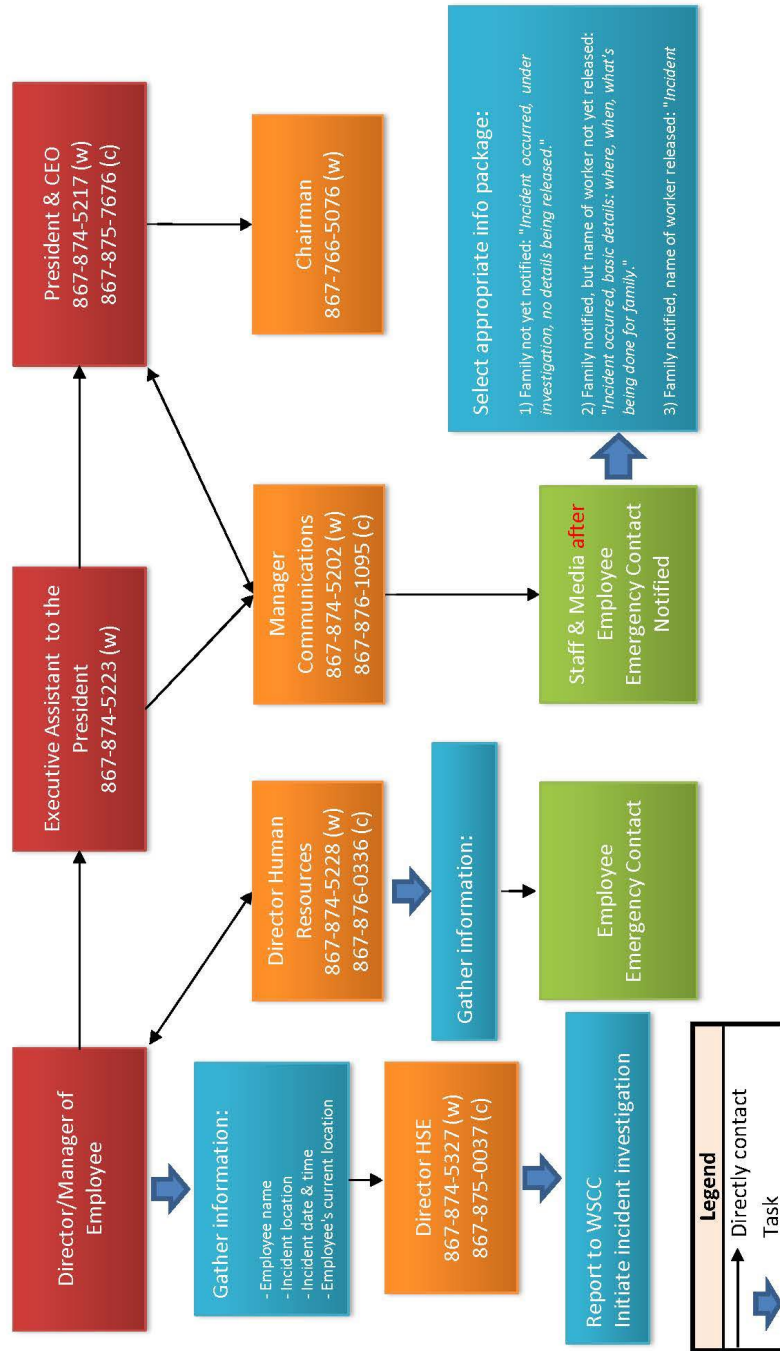 Director/Manager of
Employee
Executive Assistant to the
President
867-874-5223 (w)
President & CEO
867-874-5217 (w)
867-875-7676 (c)
Gather information:
- Employee name
- Incident location
- Incident date & time
- Employee's current location
Director Human
Resources
867-874-5228 (w)
867-876-0336 (c)
Manager
Communications
867-874-5202 (w)
867-876-1095 (c)
Chairman
867-766-5076 (w)
Director HSE
867-874-5327 (w)
867-875-0037 (c)
Gather information:
Report to WSCC
Initiate incident investigation
Employee
Emergency Contact
Staff & Media after
Employee
Emergency Contact
Notified
Select appropriate info package:
1) Family not yet notified: "Incident occurred, under
investigation, no details being released."
2) Family notified, but name of worker not yet released:
"Incident occurred, basic details: where, when, what's
being done for family."
3) Family notified, name of worker released: "Incident
Legend
Directly contact
Task